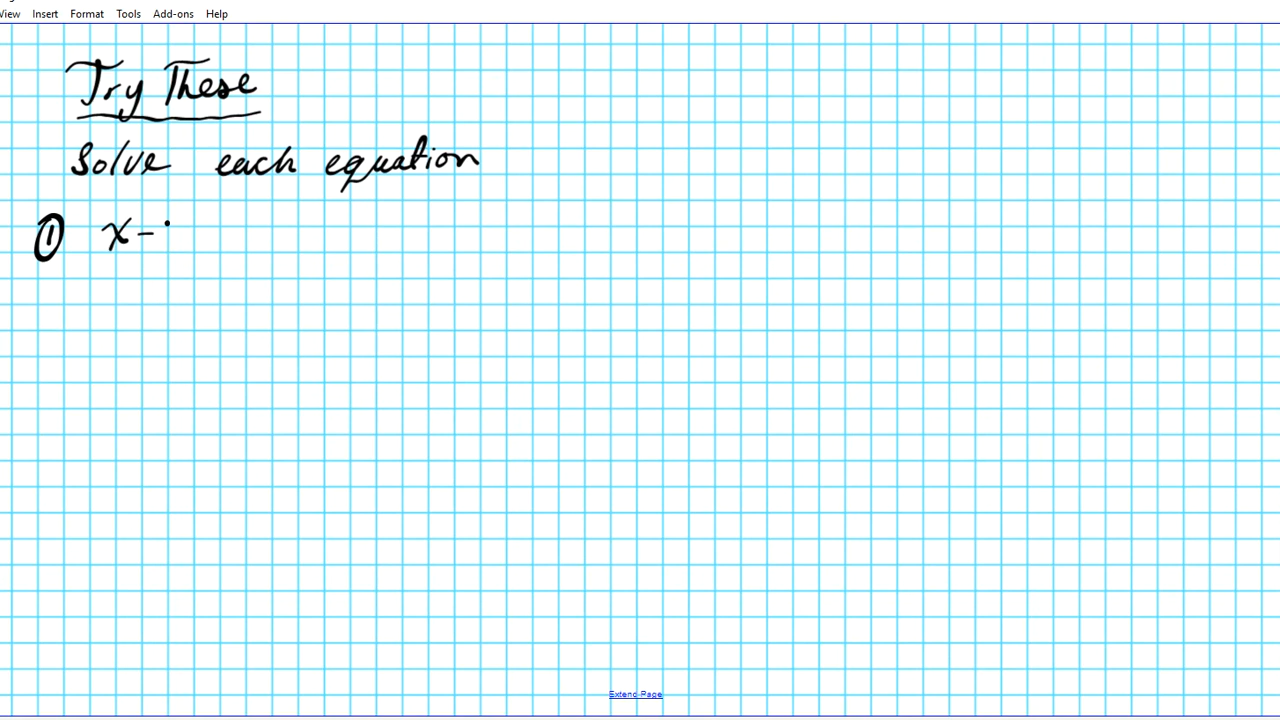 View Insert Format Tools Add-ons Help
Try These
Solve each equation
① x -
Extend Page